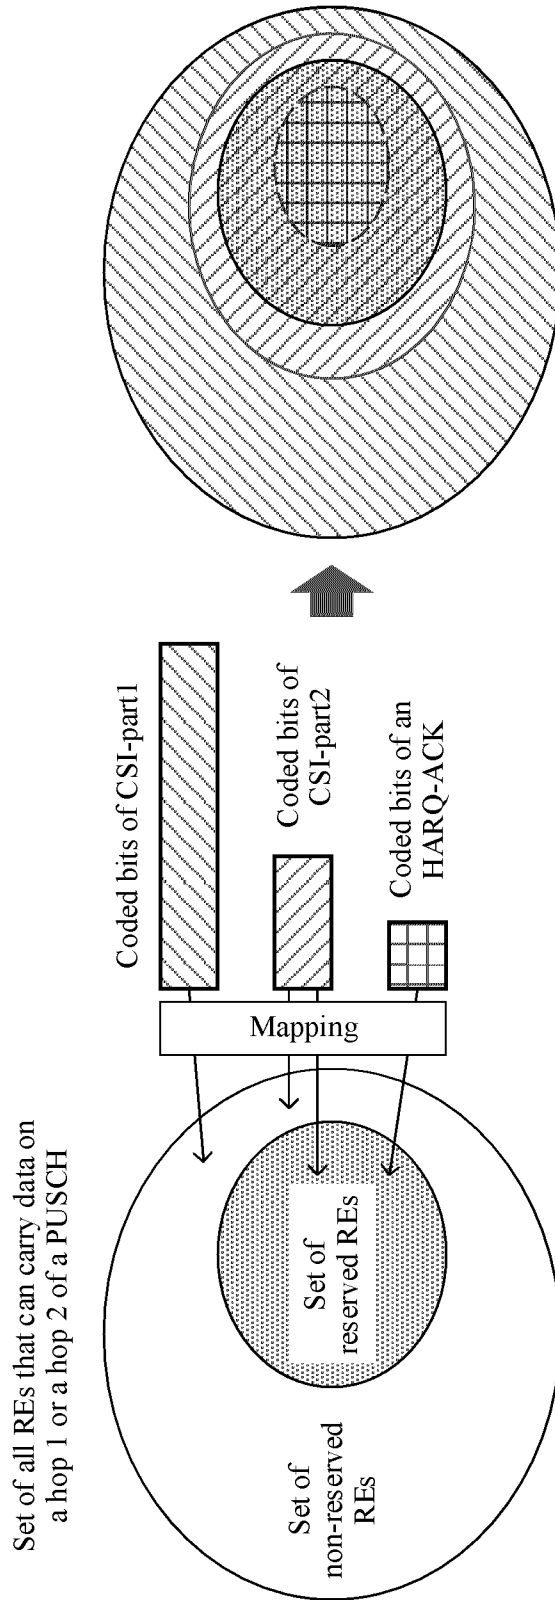 Set of all REs that can carry data on
a hop 1 or a hop 2 of a PUSCH
Set of
non-reserved
REs
Set of
reserved REs
Mapping
Coded bits of CSI-part1
Coded bits of
CSI-part2
Coded bits of an
HARQ-ACK